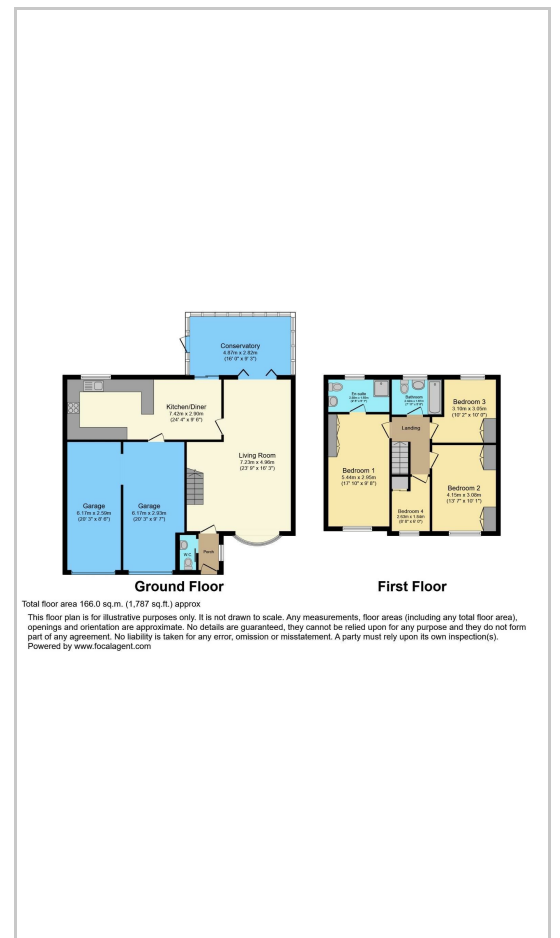 Conservatory
4.87m x 2.82m
(16' 0" x 9' 3")
Kitchen/Diner
7.42m x 2.90m
(24' 4" x 9' 6")
Living Room
7.23m x 4.96m
(23' 9" x 16' 3")
Garage
6.17m x 2.59m
(20' 3" x 8' 6")
Garage
6.17m x 2.93m
(20' 3" x 9' 7")
W.C
Porch
Ground Floor
En-suite
Bathroom
Bedroom 3
3.10m x 3.05m
(10' 2" x 10' 0")
Landing
Bedroom 1
5.44m x 2.95m
(17' 10" x 9' 8")
Bedroom 2
4.15m x 3.08m
(13' 7" x 10' 1")
Bedroom 4
2.63m x 1.84m
(8' 8" x 6' 0")
First Floor
Total floor area 166.0 sq.m. (1,787 sq.ft.) approx
This floor plan is for illustrative purposes only. It is not drawn to scale. Any measurements, floor areas (including any total floor area),
openings and orientation are approximate. No details are guaranteed, they cannot be relied upon for any purpose and they do not form
part of any agreement. No liability is taken for any error, omission or misstatement. A party must rely upon its own inspection(s).
Powered by www.focalagent.com